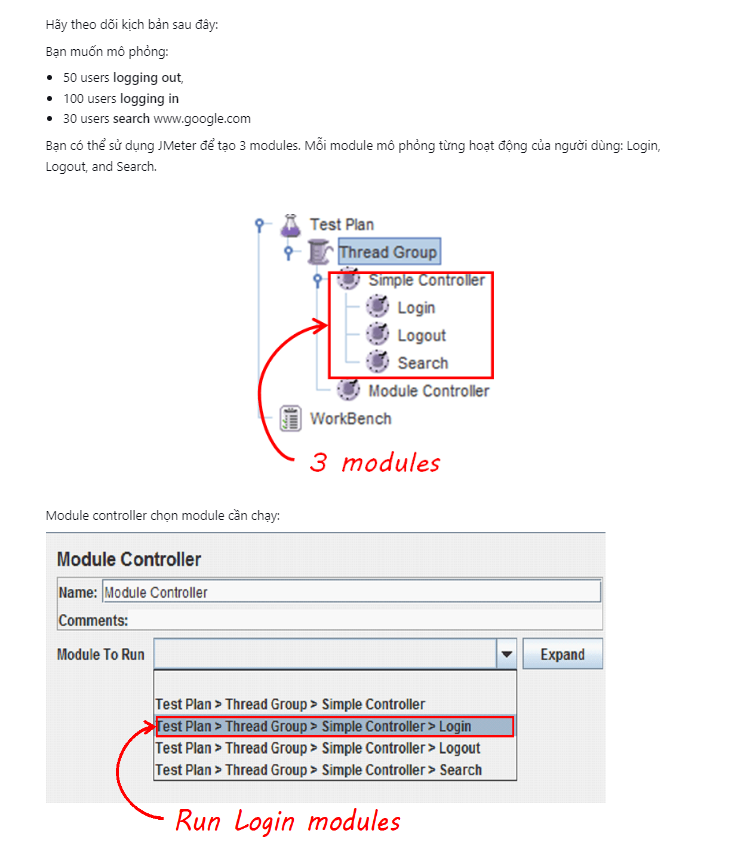 Hãy theo dõi kịch bản sau đây:
Bạn muốn mô phỏng:
50 users logging out,
100 users logging in
30 users search www.google.com
Bạn có thể sử dụng JMeter để tạo 3 modules. Mỗi module mô phỏng từng hoạt động của người dùng: Login,
Logout, and Search.
Test Plan
Thread Group
Simple Controller
Login
Logout
Search
Module Controller
WorkBench
3 modules
Module controller chọn module cần chạy:
Module Controller
Name: Module Controller
Comments:
Module To Run Expand
Test Plan > Thread Group > Simple Controller
Test Plan > Thread Group > Simple Controller > Login
Test Plan > Thread Group > Simple Controller > Logout
Test Plan > Thread Group > Simple Controller > Search
Run Login modules